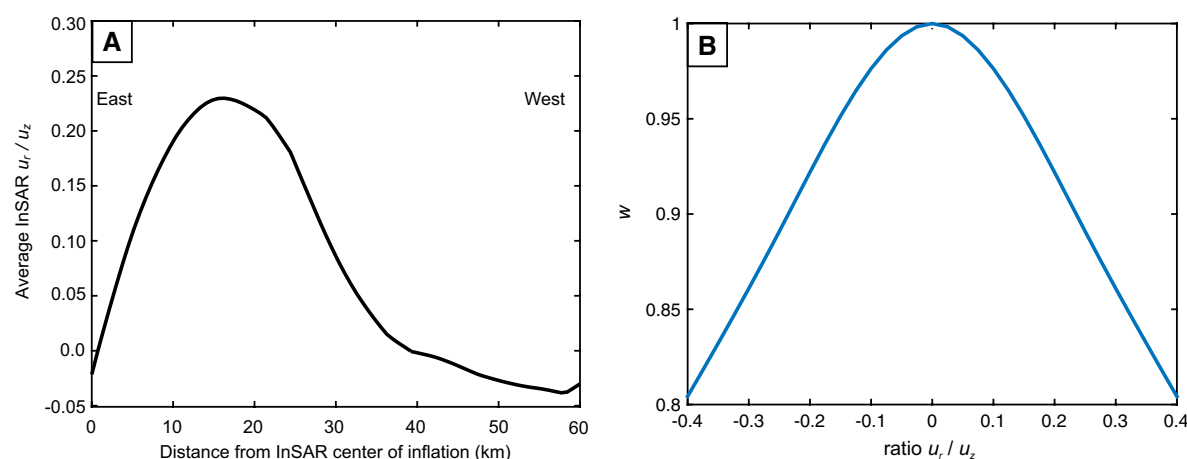 A
East
West
0.30
0.25
0.20
0.15
0.10
0.05
0.0
-0.05
0 10 20 30 40 50 60
Average InSAR u_r / u_z
Distance from InSAR center of inflation (km)
B
1
0.95
0.9
0.85
0.8
-0.4 -0.3 -0.2 -0.1 0 0.1 0.2 0.3 0.4
w
ratio u_r / u_z